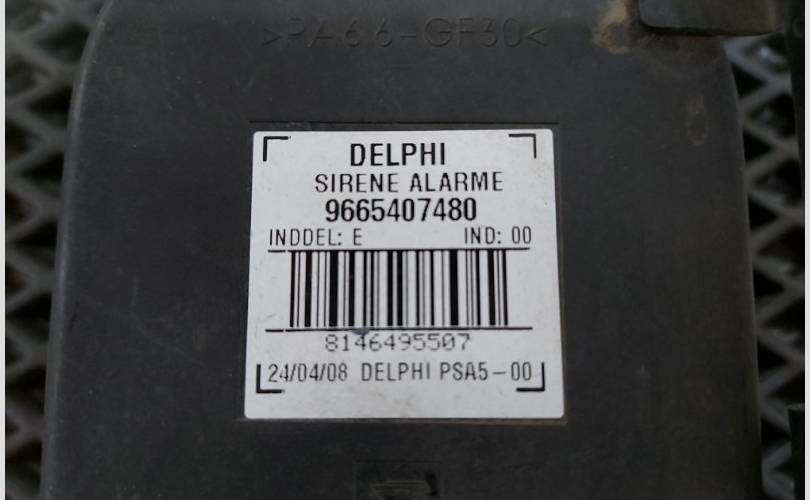 >PA66-GF30<
DELPHI
SIRENE ALARME
9665407480
INDDEL: E IND: 00
8146495507
24/04/08 DELPHI PSA5-00